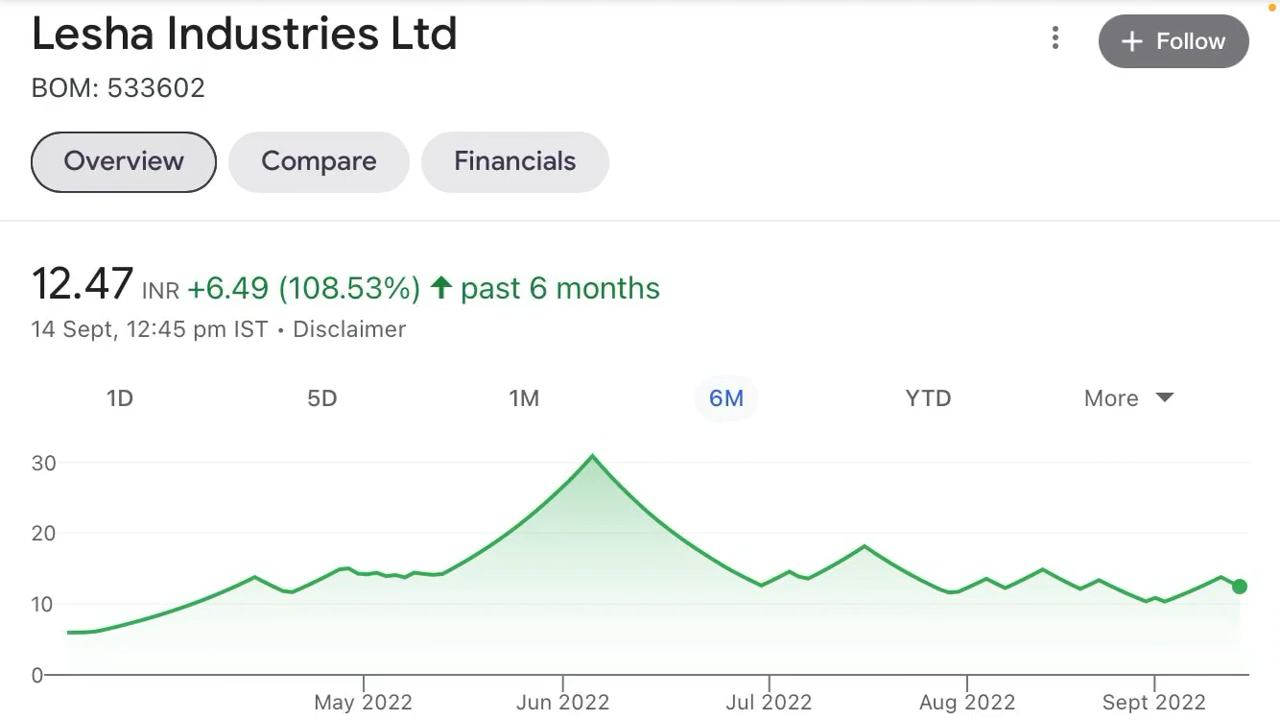 Lesha Industries Ltd
+ Follow
BOM: 533602
Overview Compare Financials
12.47 INR +6.49 (108.53%) ↑ past 6 months
14 Sept, 12:45 pm IST • Disclaimer
1D 5D 1M 6M YTD More
30
20
10
0
May 2022 Jun 2022 Jul 2022 Aug 2022 Sept 2022